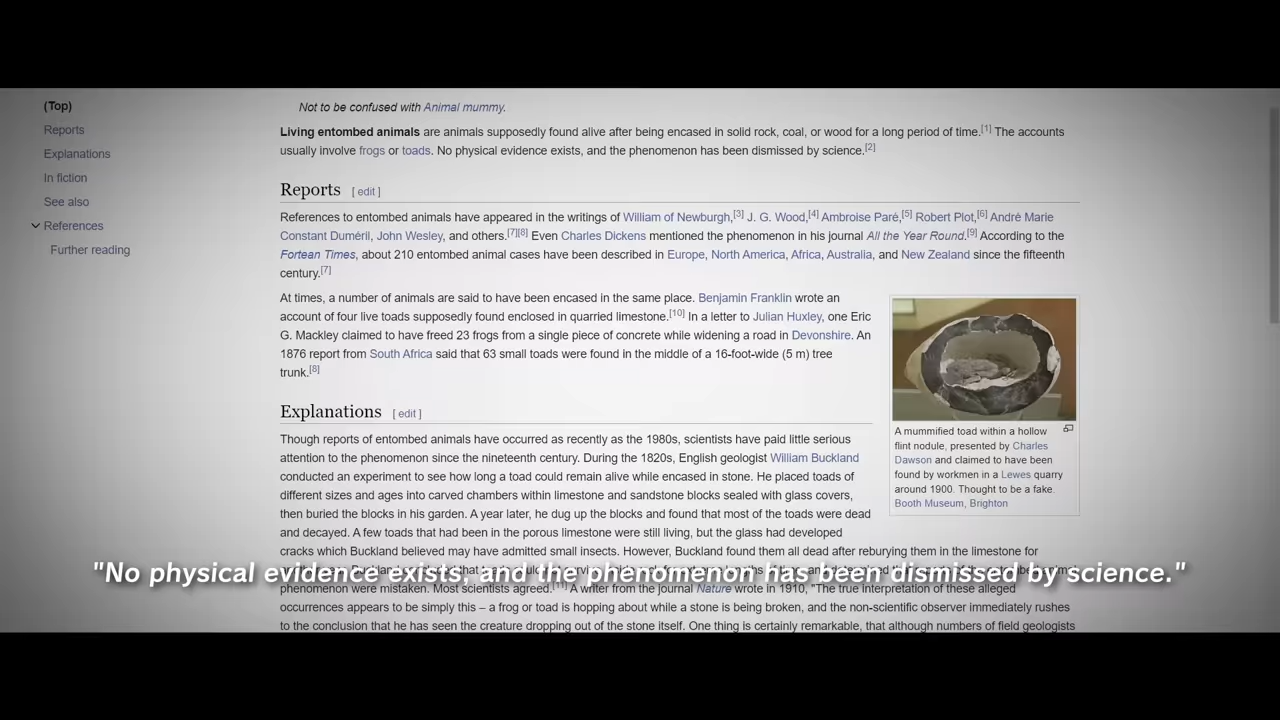 (Top)
Reports
Explanations
In fiction
See also
References
Further reading
Not to be confused with Animal mummy.
Living entombed animals are animals supposedly found alive after being encased in solid rock, coal, or wood for a long period of time.[1] The accounts
usually involve frogs or toads. No physical evidence exists, and the phenomenon has been dismissed by science.[2]
Reports [ edit ]
References to entombed animals have appeared in the writings of William of Newburgh,[3] J. G. Wood,[4] Ambroise Paré,[5] Robert Plot,[6] André Marie
Constant Duméril, John Wesley, and others.[7][8] Even Charles Dickens mentioned the phenomenon in his journal All the Year Round.[9] According to the
Fortean Times, about 210 entombed animal cases have been described in Europe, North America, Africa, Australia, and New Zealand since the fifteenth
century.[7]
At times, a number of animals are said to have been encased in the same place. Benjamin Franklin wrote an
account of four live toads supposedly found enclosed in quarried limestone.[10] In a letter to Julian Huxley, one Eric
G. Mackley claimed to have freed 23 frogs from a single piece of concrete while widening a road in Devonshire. An
1876 report from South Africa said that 63 small toads were found in the middle of a 16-foot-wide (5 m) tree
trunk.[8]
A mummified toad within a hollow
flint nodule, presented by Charles
Dawson and claimed to have been
found by workmen in a Lewes quarry
around 1900. Thought to be a fake.
Booth Museum, Brighton
Explanations [ edit ]
Though reports of entombed animals have occurred as recently as the 1980s, scientists have paid little serious
attention to the phenomenon since the nineteenth century. During the 1820s, English geologist William Buckland
conducted an experiment to see how long a toad could remain alive while encased in stone. He placed toads of
different sizes and ages into carved chambers within limestone and sandstone blocks sealed with glass covers,
then buried the blocks in his garden. A year later, he dug up the blocks and found that most of the toads were dead
and decayed. A few toads that had been in the porous limestone were still living, but the glass had developed
cracks which Buckland believed may have admitted small insects. However, Buckland found them all dead after reburying them in the limestone for
"No physical evidence exists, and the phenomenon has been dismissed by science."
phenomenon were mistaken. Most scientists agreed.[11] A writer from the journal Nature wrote in 1910, "The true interpretation of these alleged
occurrences appears to be simply this – a frog or toad is hopping about while a stone is being broken, and the non-scientific observer immediately rushes
to the conclusion that he has seen the creature dropping out of the stone itself. One thing is certainly remarkable, that although numbers of field geologists